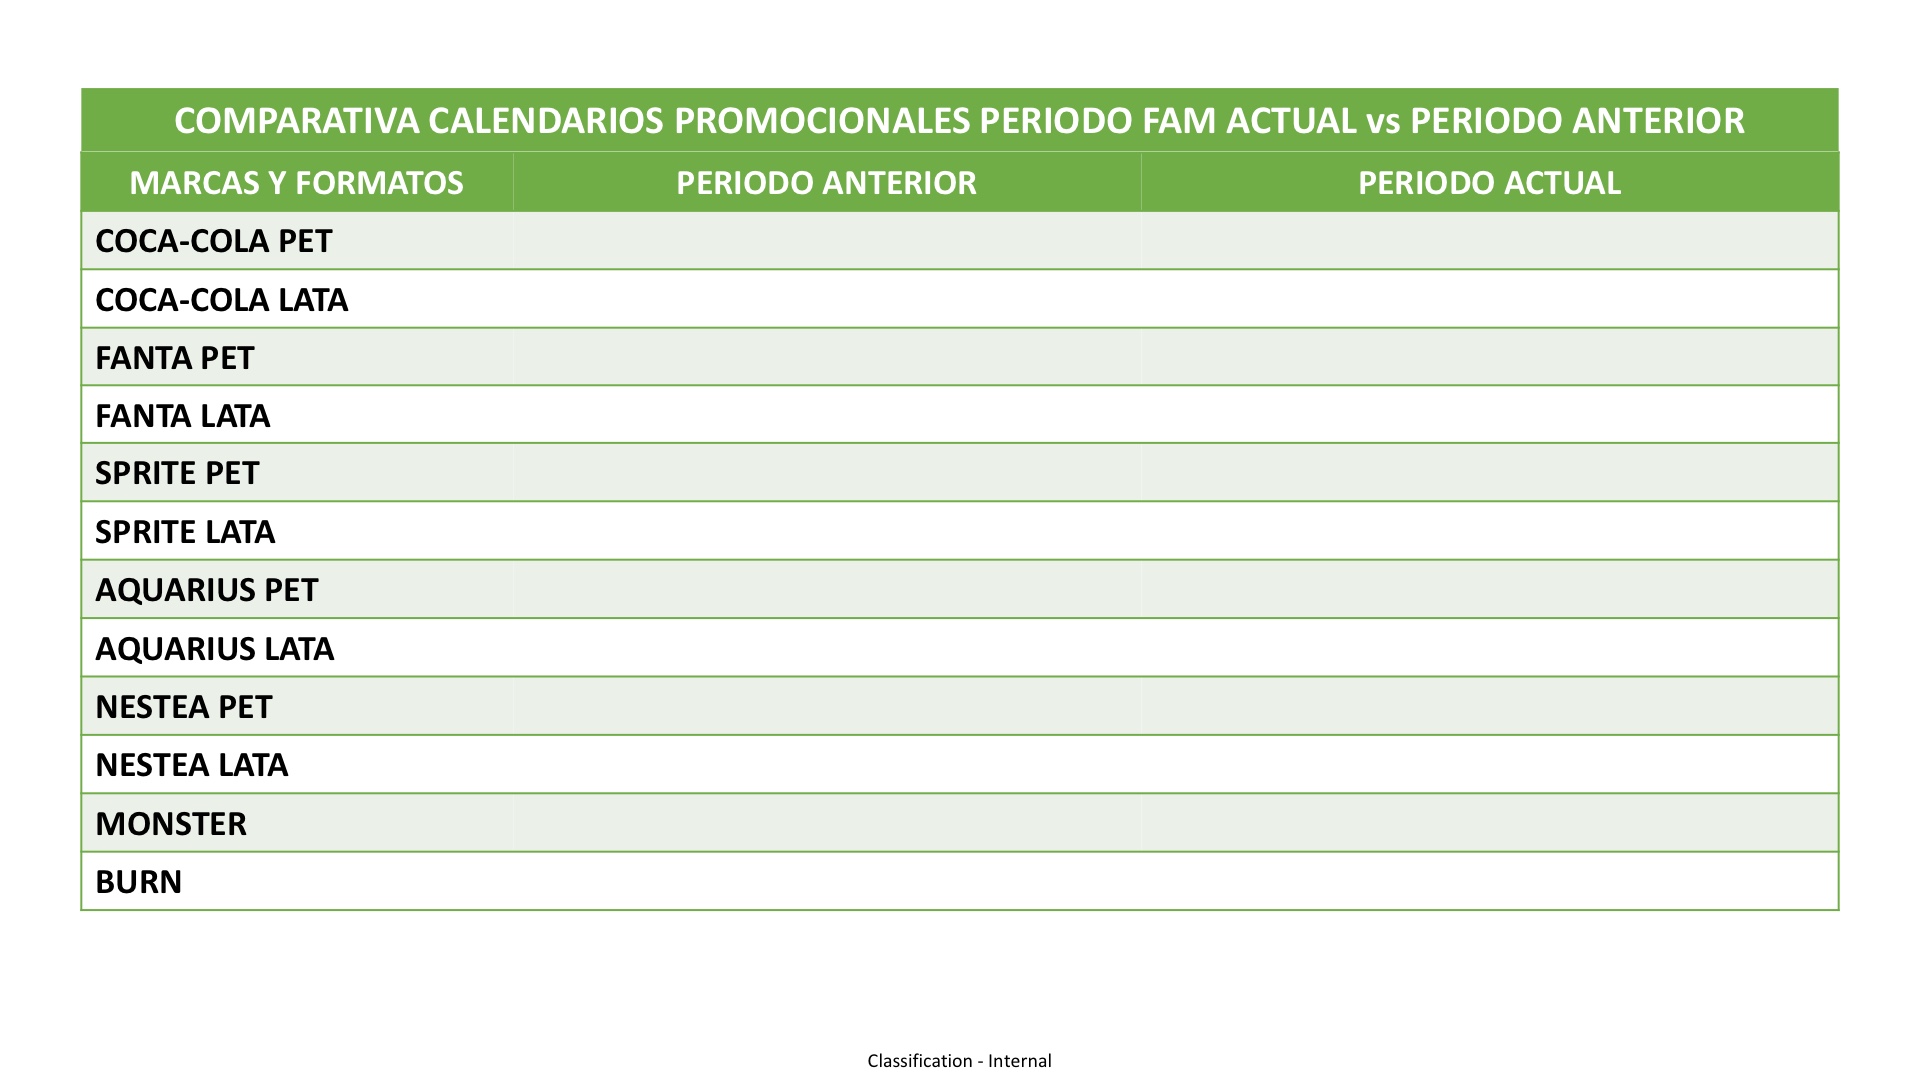 COMPARATIVA CALENDARIOS PROMOCIONALES PERIODO FAM ACTUAL vs PERIODO ANTERIOR
MARCAS Y FORMATOS PERIODO ANTERIOR PERIODO ACTUAL
COCA-COLA PET
COCA-COLA LATA
FANTA PET
FANTA LATA
SPRITE PET
SPRITE LATA
AQUARIUS PET
AQUARIUS LATA
NESTEA PET
NESTEA LATA
MONSTER
BURN
Classification - Internal